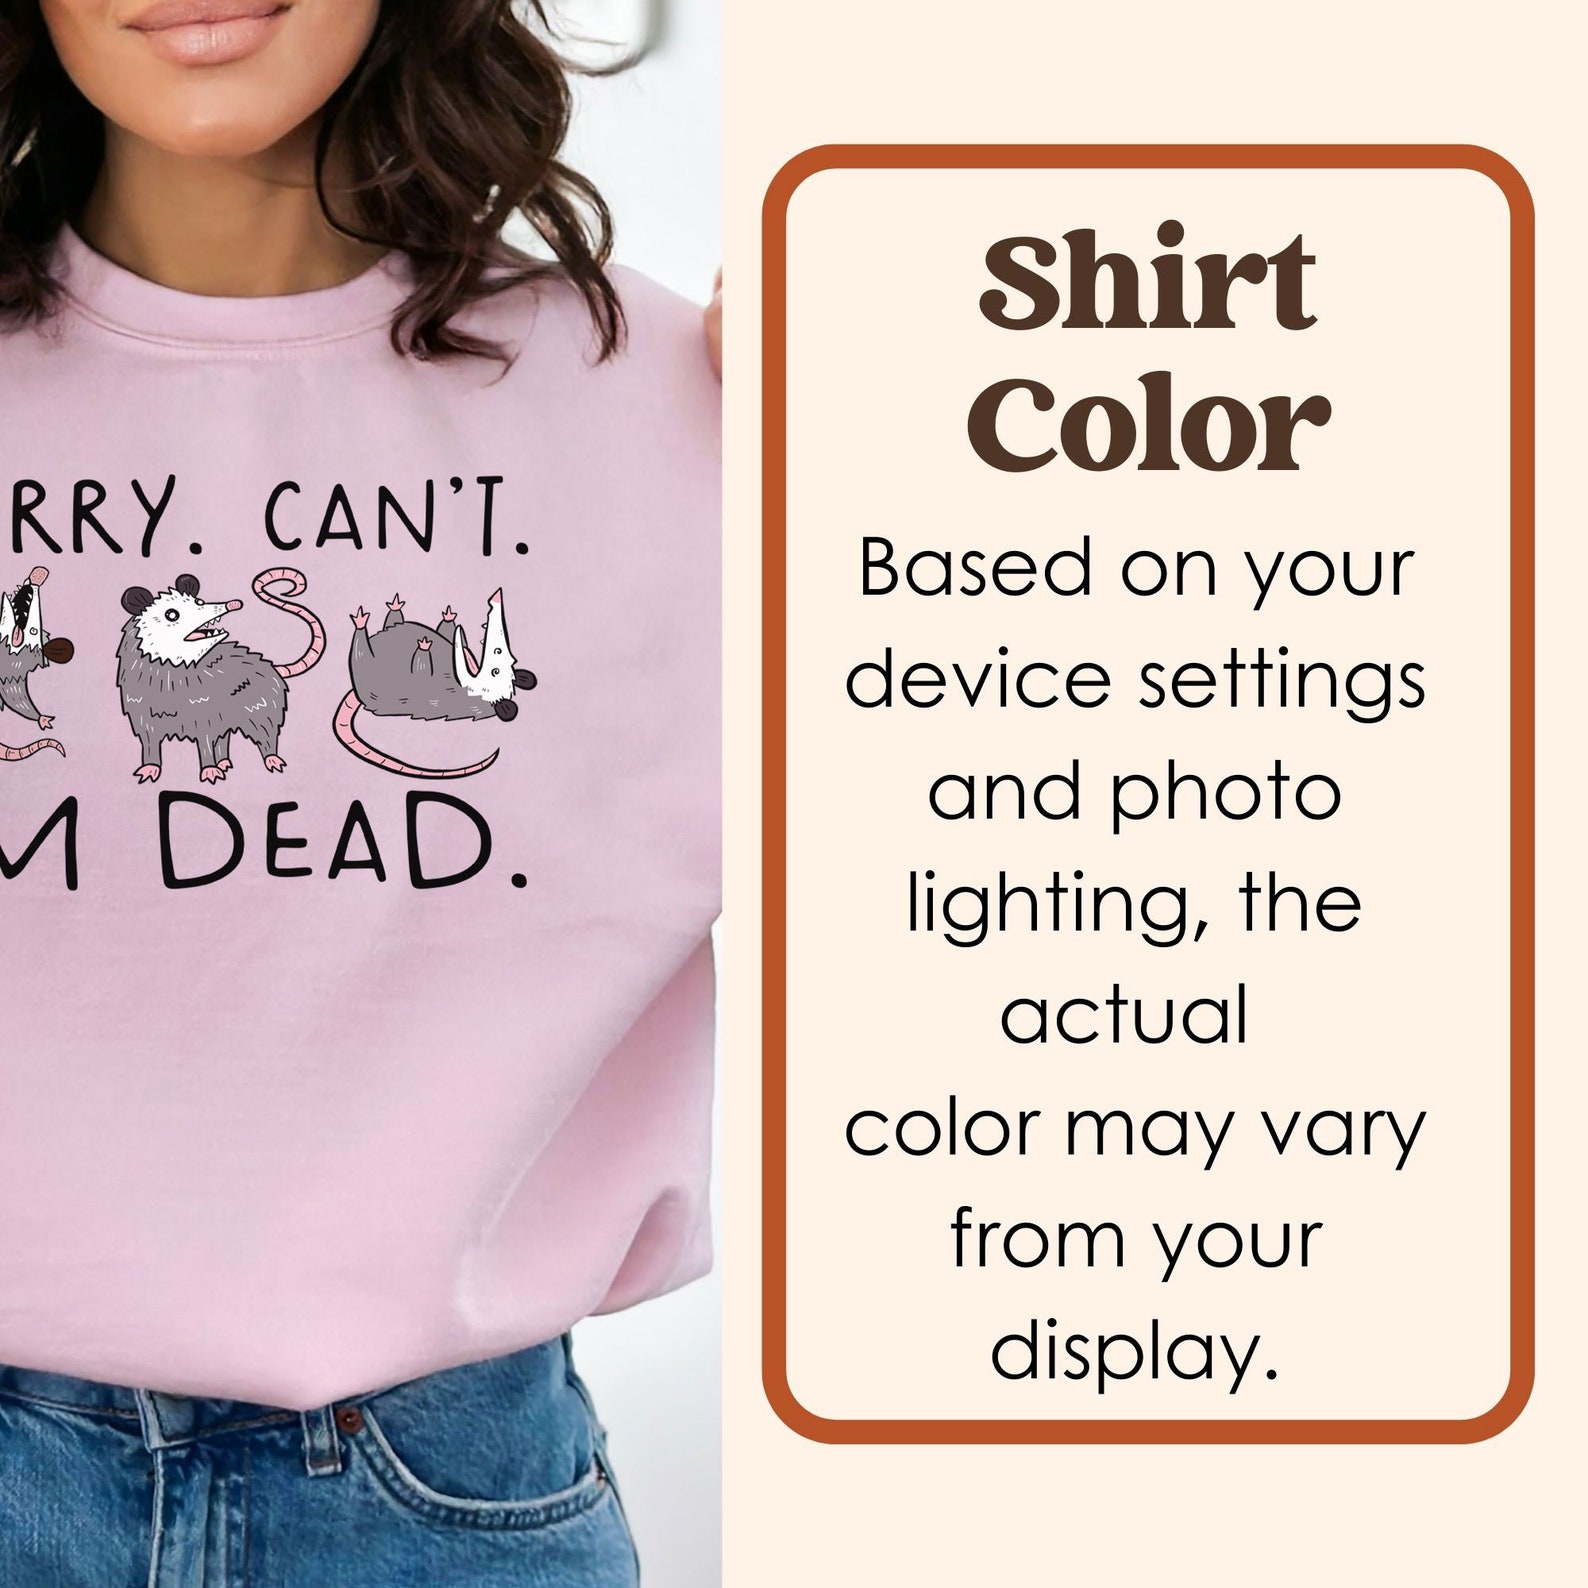 RRY. CAN'T.
M DEAD.
Shirt
Color
Based on your
device settings
and photo
lighting, the
actual
color may vary
from your
display.